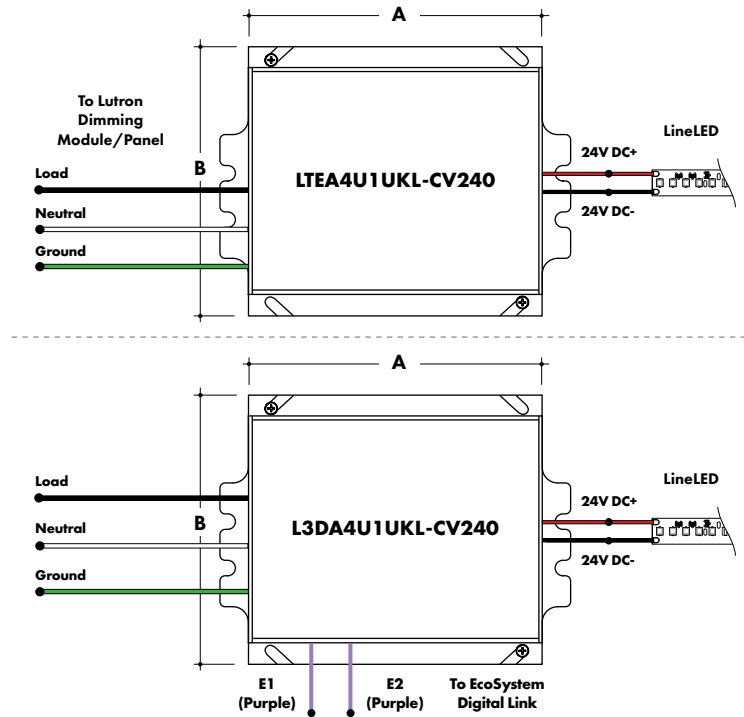 A
To Lutron
Dimming
Module/Panel
B
Load
Neutral
Ground
LTEA4U1UKL-CV240
LineLED
24V DC+
24V DC-
A
Load
B
Neutral
Ground
L3DA4U1UKL-CV240
LineLED
24V DC+
24V DC-
E1
(Purple)
E2
(Purple)
To EcoSystem
Digital Link